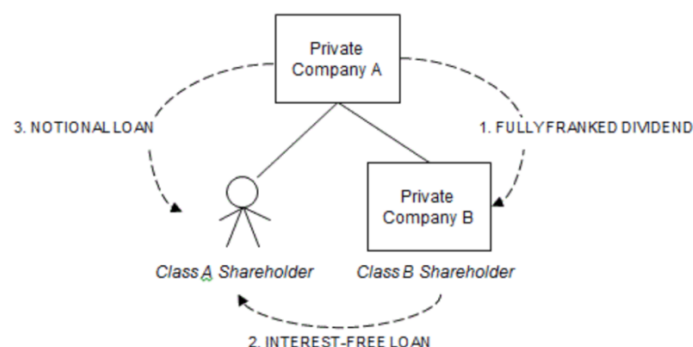 Private
Company A
3. NOTIONAL LOAN
1. FULLY FRANKED DIVIDEND
Private
Company B
Class A Shareholder
Class B Shareholder
2. INTEREST-FREE LOAN